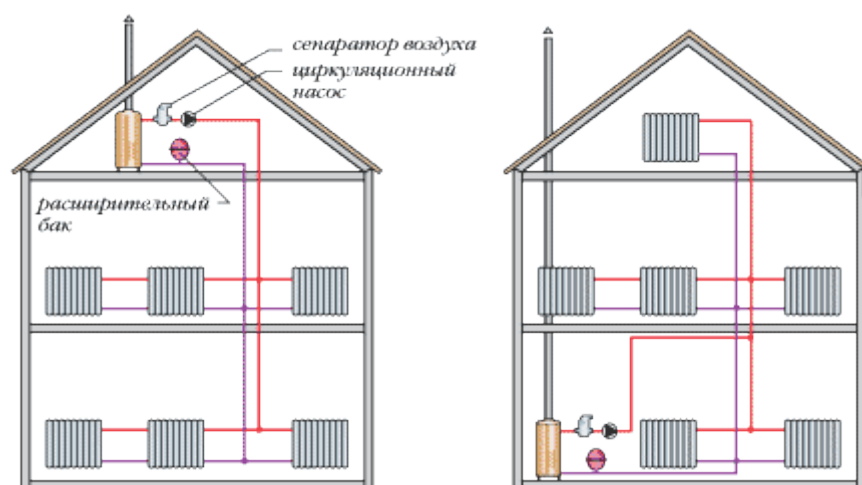 сепаратор воздуха
циркуляционный
насос
расширительный
бак